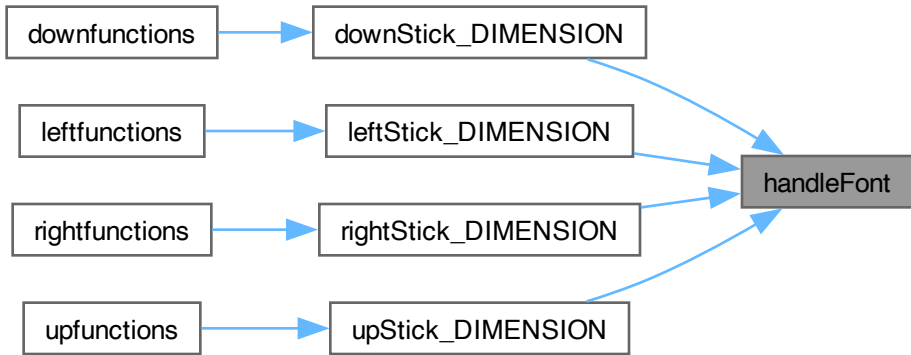 downfunctions
downStick_DIMENSION
leftfunctions
leftStick_DIMENSION
handleFont
rightfunctions
rightStick_DIMENSION
upfunctions
upStick_DIMENSION